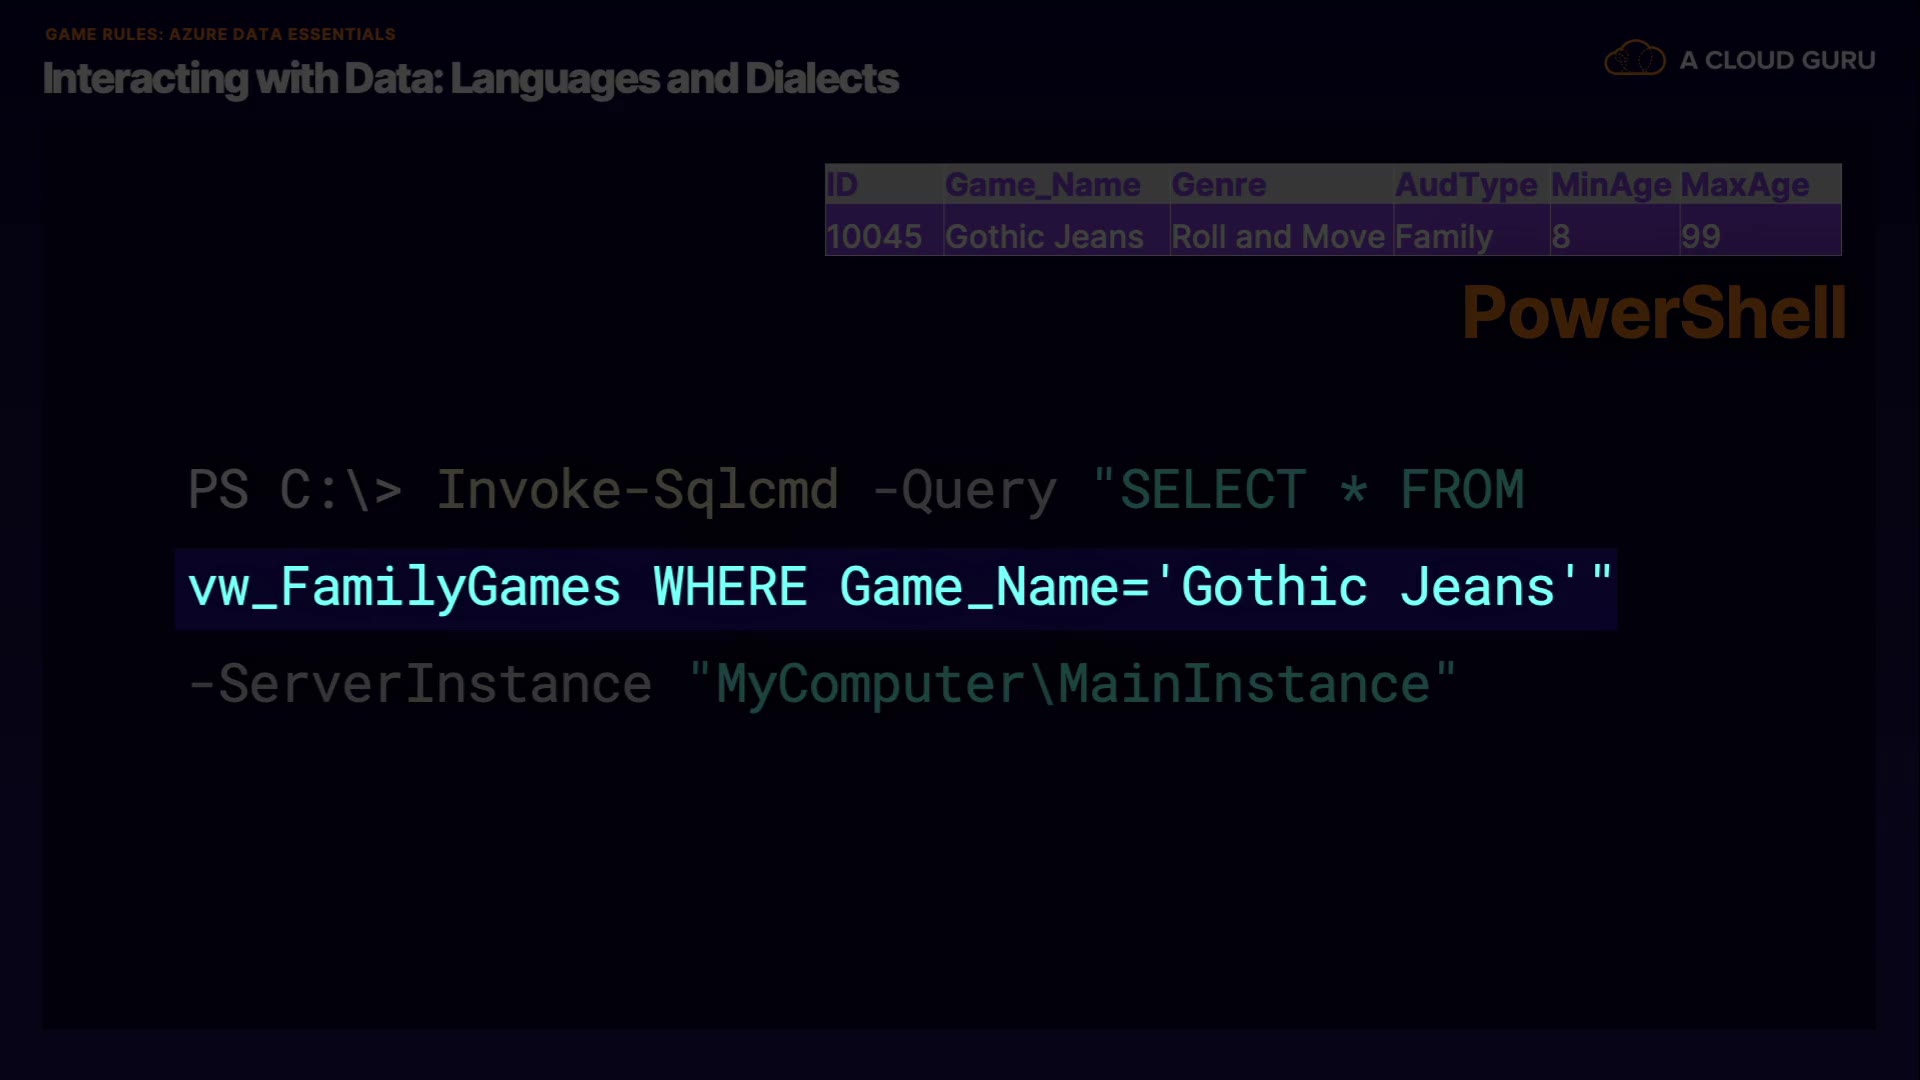 GAME RULES: AZURE DATA ESSENTIALS
Interacting with Data: Languages and Dialects
A CLOUD GURU
ID Game_Name Genre AudType MinAge MaxAge
10045 Gothic Jeans Roll and Move Family 8 99
PowerShell
PS C:\> Invoke-Sqlcmd -Query "SELECT * FROM
vw_FamilyGames WHERE Game_Name='Gothic Jeans'"
-ServerInstance "MyComputer\MainInstance"